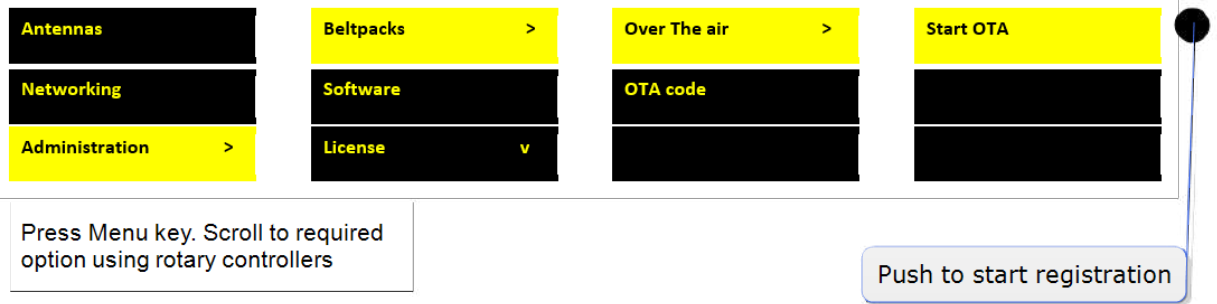 Antennas
Beltpacks >
Over The air >
Start OTA
Networking
Software
OTA code
Administration >
License v
Press Menu key. Scroll to required
option using rotary controllers
Push to start registration